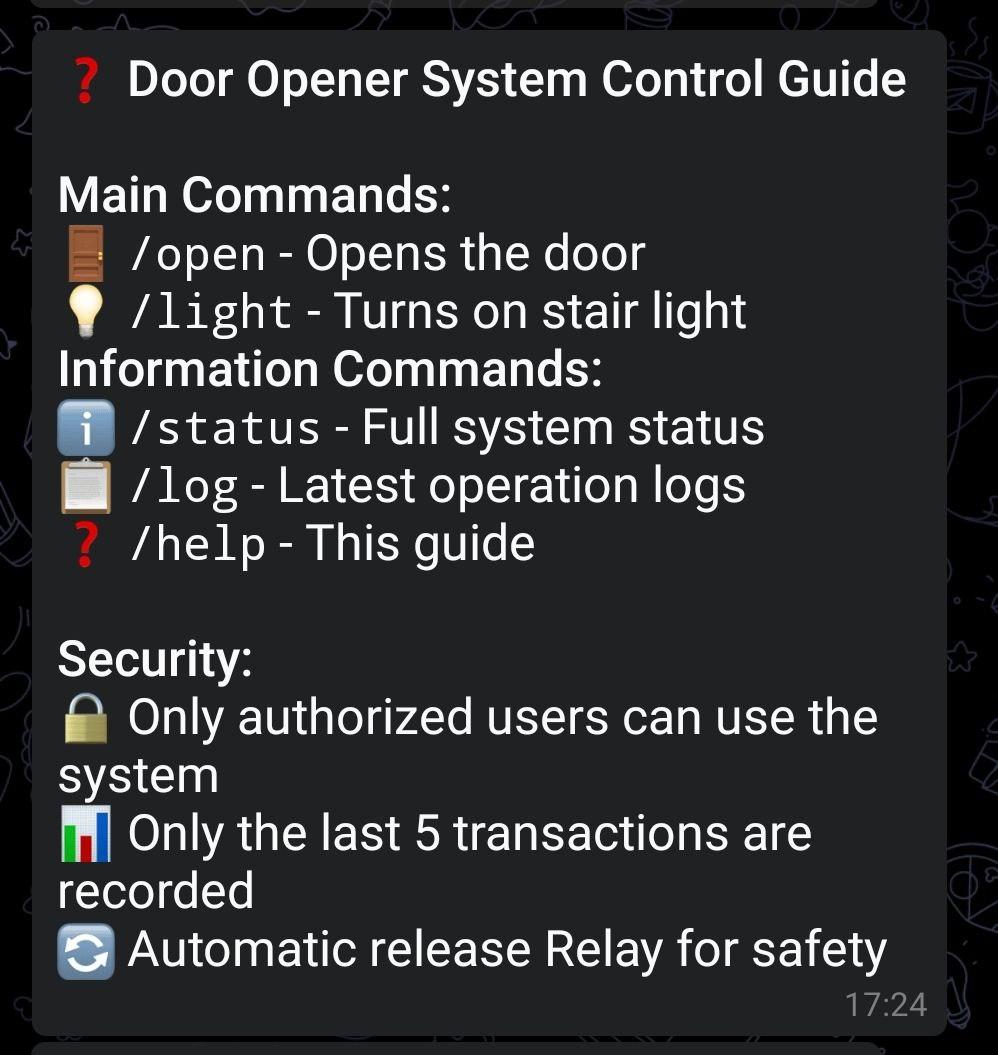 ❓ Door Opener System Control Guide
Main Commands:
🚪 /open - Opens the door
💡 /light - Turns on stair light
Information Commands:
ℹ️ /status - Full system status
📋 /log - Latest operation logs
❓ /help - This guide
Security:
🔒 Only authorized users can use the
system
📊 Only the last 5 transactions are
recorded
🔄 Automatic release Relay for safety
17:24